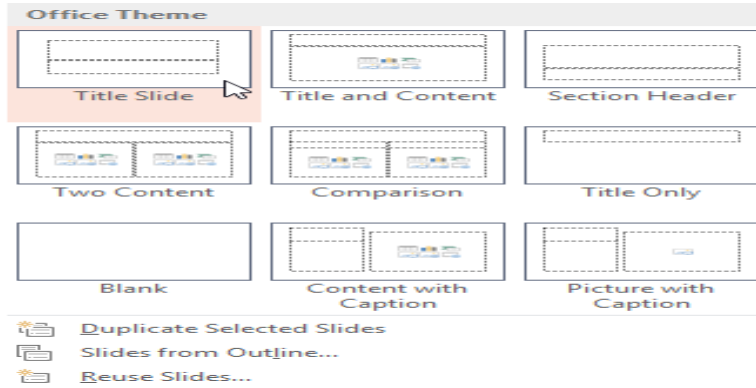 Office Theme
Title Slide
Title and Content
Section Header
Two Content
Comparison
Title Only
Blank
Content with
Caption
Picture with
Caption
Duplicate Selected Slides
Slides from Outline...
Reuse Slides...